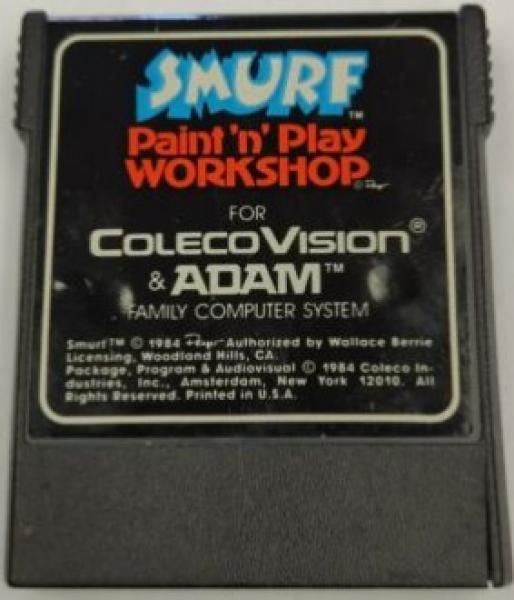 SMURF™
Paint 'n' Play
WORKSHOP
© Peyo
FOR
COLECOVISION®
& ADAM™
FAMILY COMPUTER SYSTEM
Smurf™ © 1984 Peyo Authorized by Wallace Berrie
Licensing, Woodland Hills, CA.
Package, Program & Audiovisual © 1984 Coleco In-
dustries, Inc., Amsterdam, New York 12010. All
Rights Reserved. Printed in U.S.A.